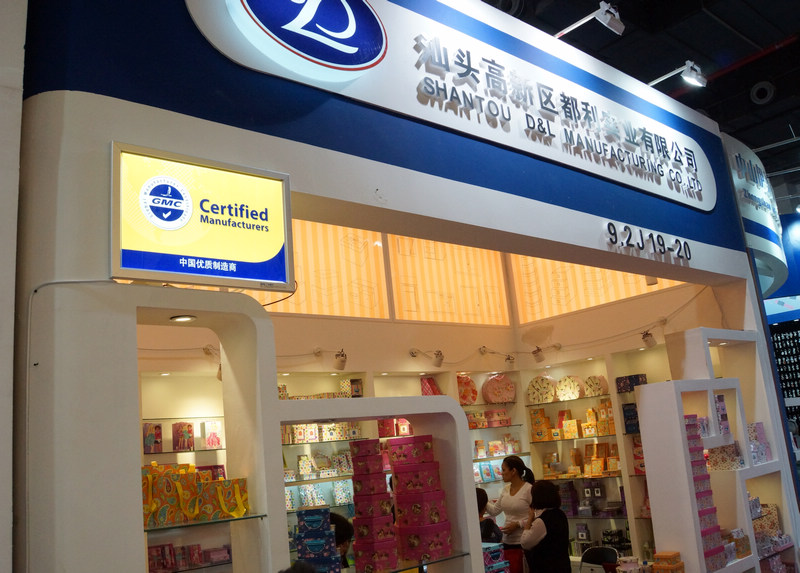 汕头高新区都利实业有限公司
SHANTOU D&L MANUFACTURING CO.,LTD
9.2J19-20
GMC
Certified
Manufacturers
中国优质制造商